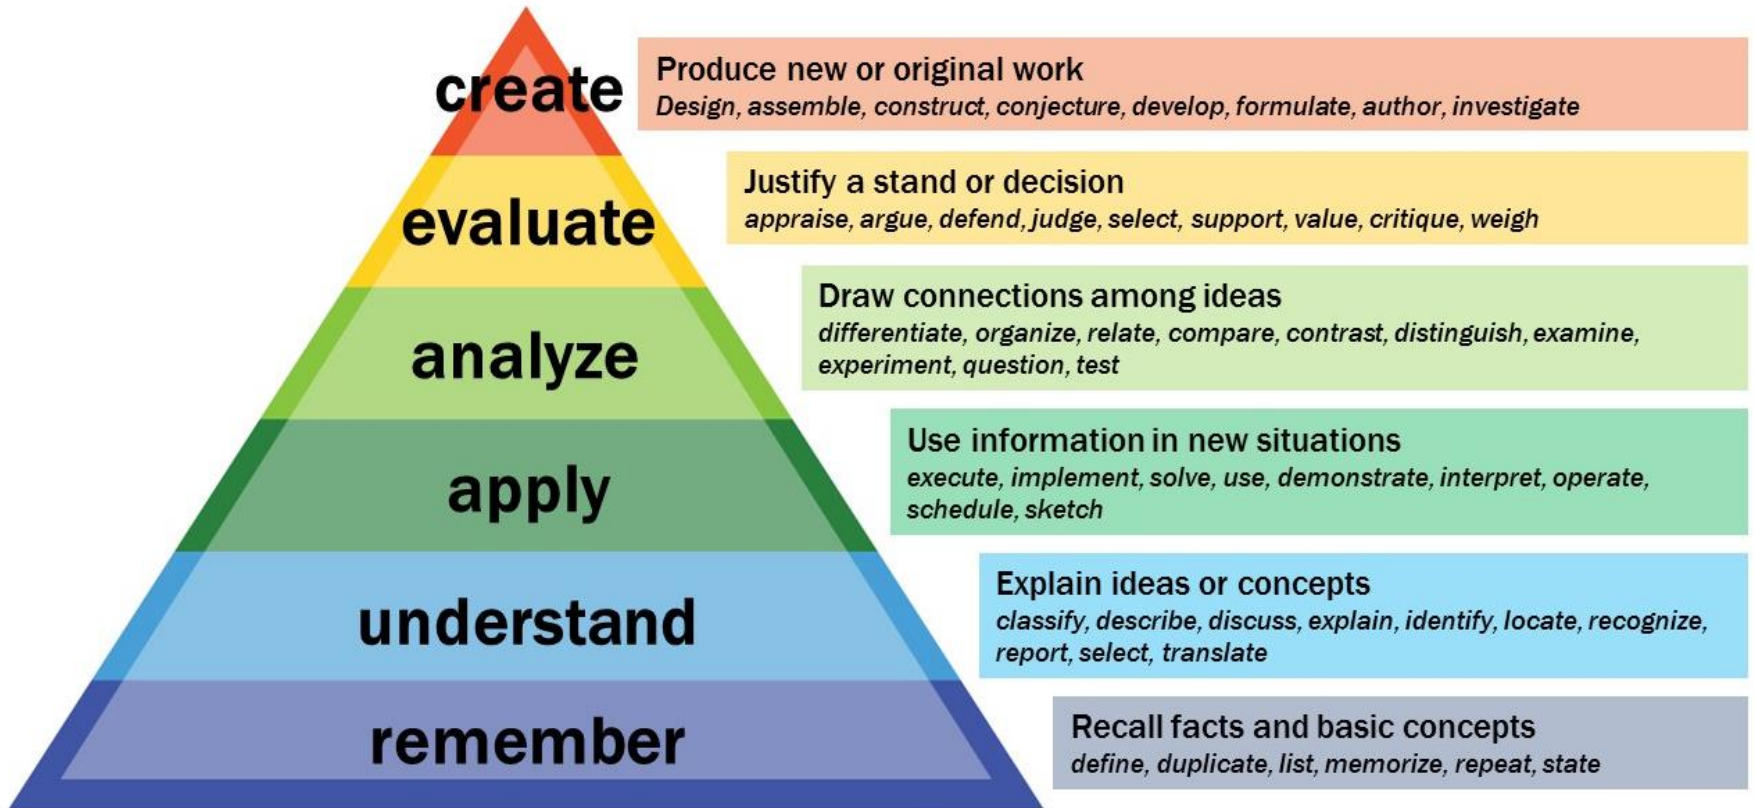 create
Produce new or original work
Design, assemble, construct, conjecture, develop, formulate, author, investigate
evaluate
Justify a stand or decision
appraise, argue, defend, judge, select, support, value, critique, weigh
analyze
Draw connections among ideas
differentiate, organize, relate, compare, contrast, distinguish, examine,
experiment, question, test
apply
Use information in new situations
execute, implement, solve, use, demonstrate, interpret, operate,
schedule, sketch
understand
Explain ideas or concepts
classify, describe, discuss, explain, identify, locate, recognize,
report, select, translate
remember
Recall facts and basic concepts
define, duplicate, list, memorize, repeat, state